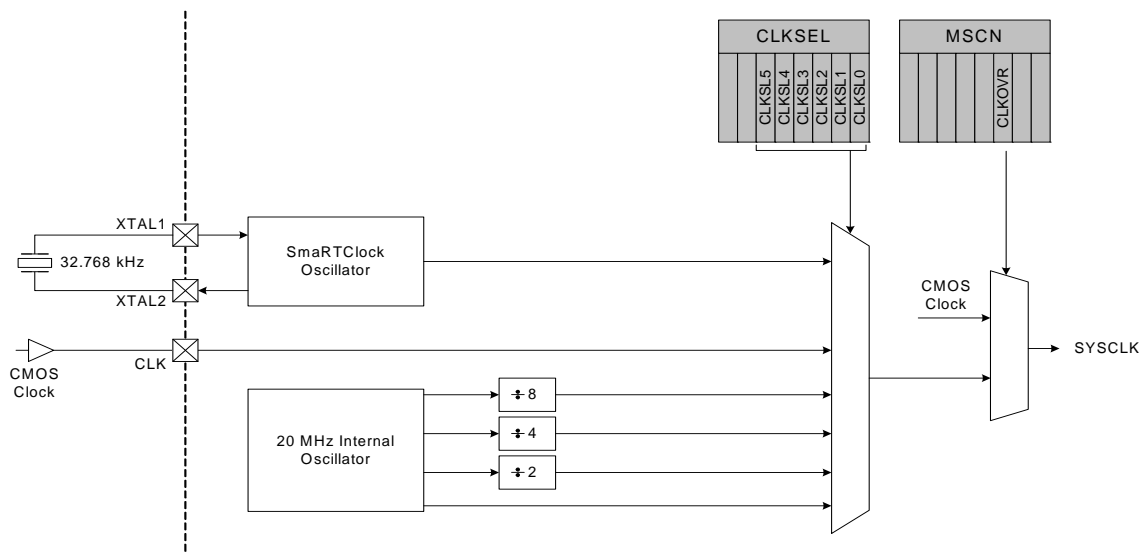 CLKSEL
MSCN
CLKSL5
CLKSL4
CLKSL3
CLKSL2
CLKSL1
CLKSL0
CLKOVR
XTAL1
32.768 kHz
XTAL2
SmaRTClock
Oscillator
CMOS
Clock
SYSCLK
CLK
CMOS
Clock
÷ 8
÷ 4
÷ 2
20 MHz Internal
Oscillator